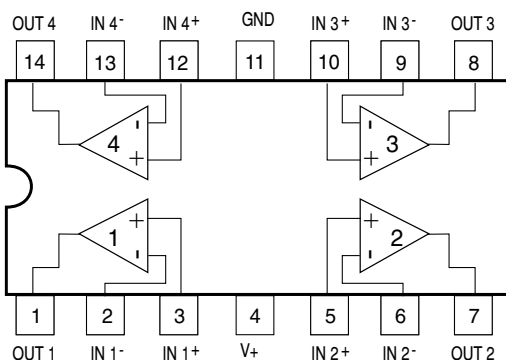 OUT 4 IN 4- IN 4+ GND IN 3+ IN 3- OUT 3
14 13 12 11 10 9 8
- -
4 + + 3
1 + + 2
- -
1 2 3 4 5 6 7
OUT 1 IN 1- IN 1+ V+ IN 2+ IN 2- OUT 2